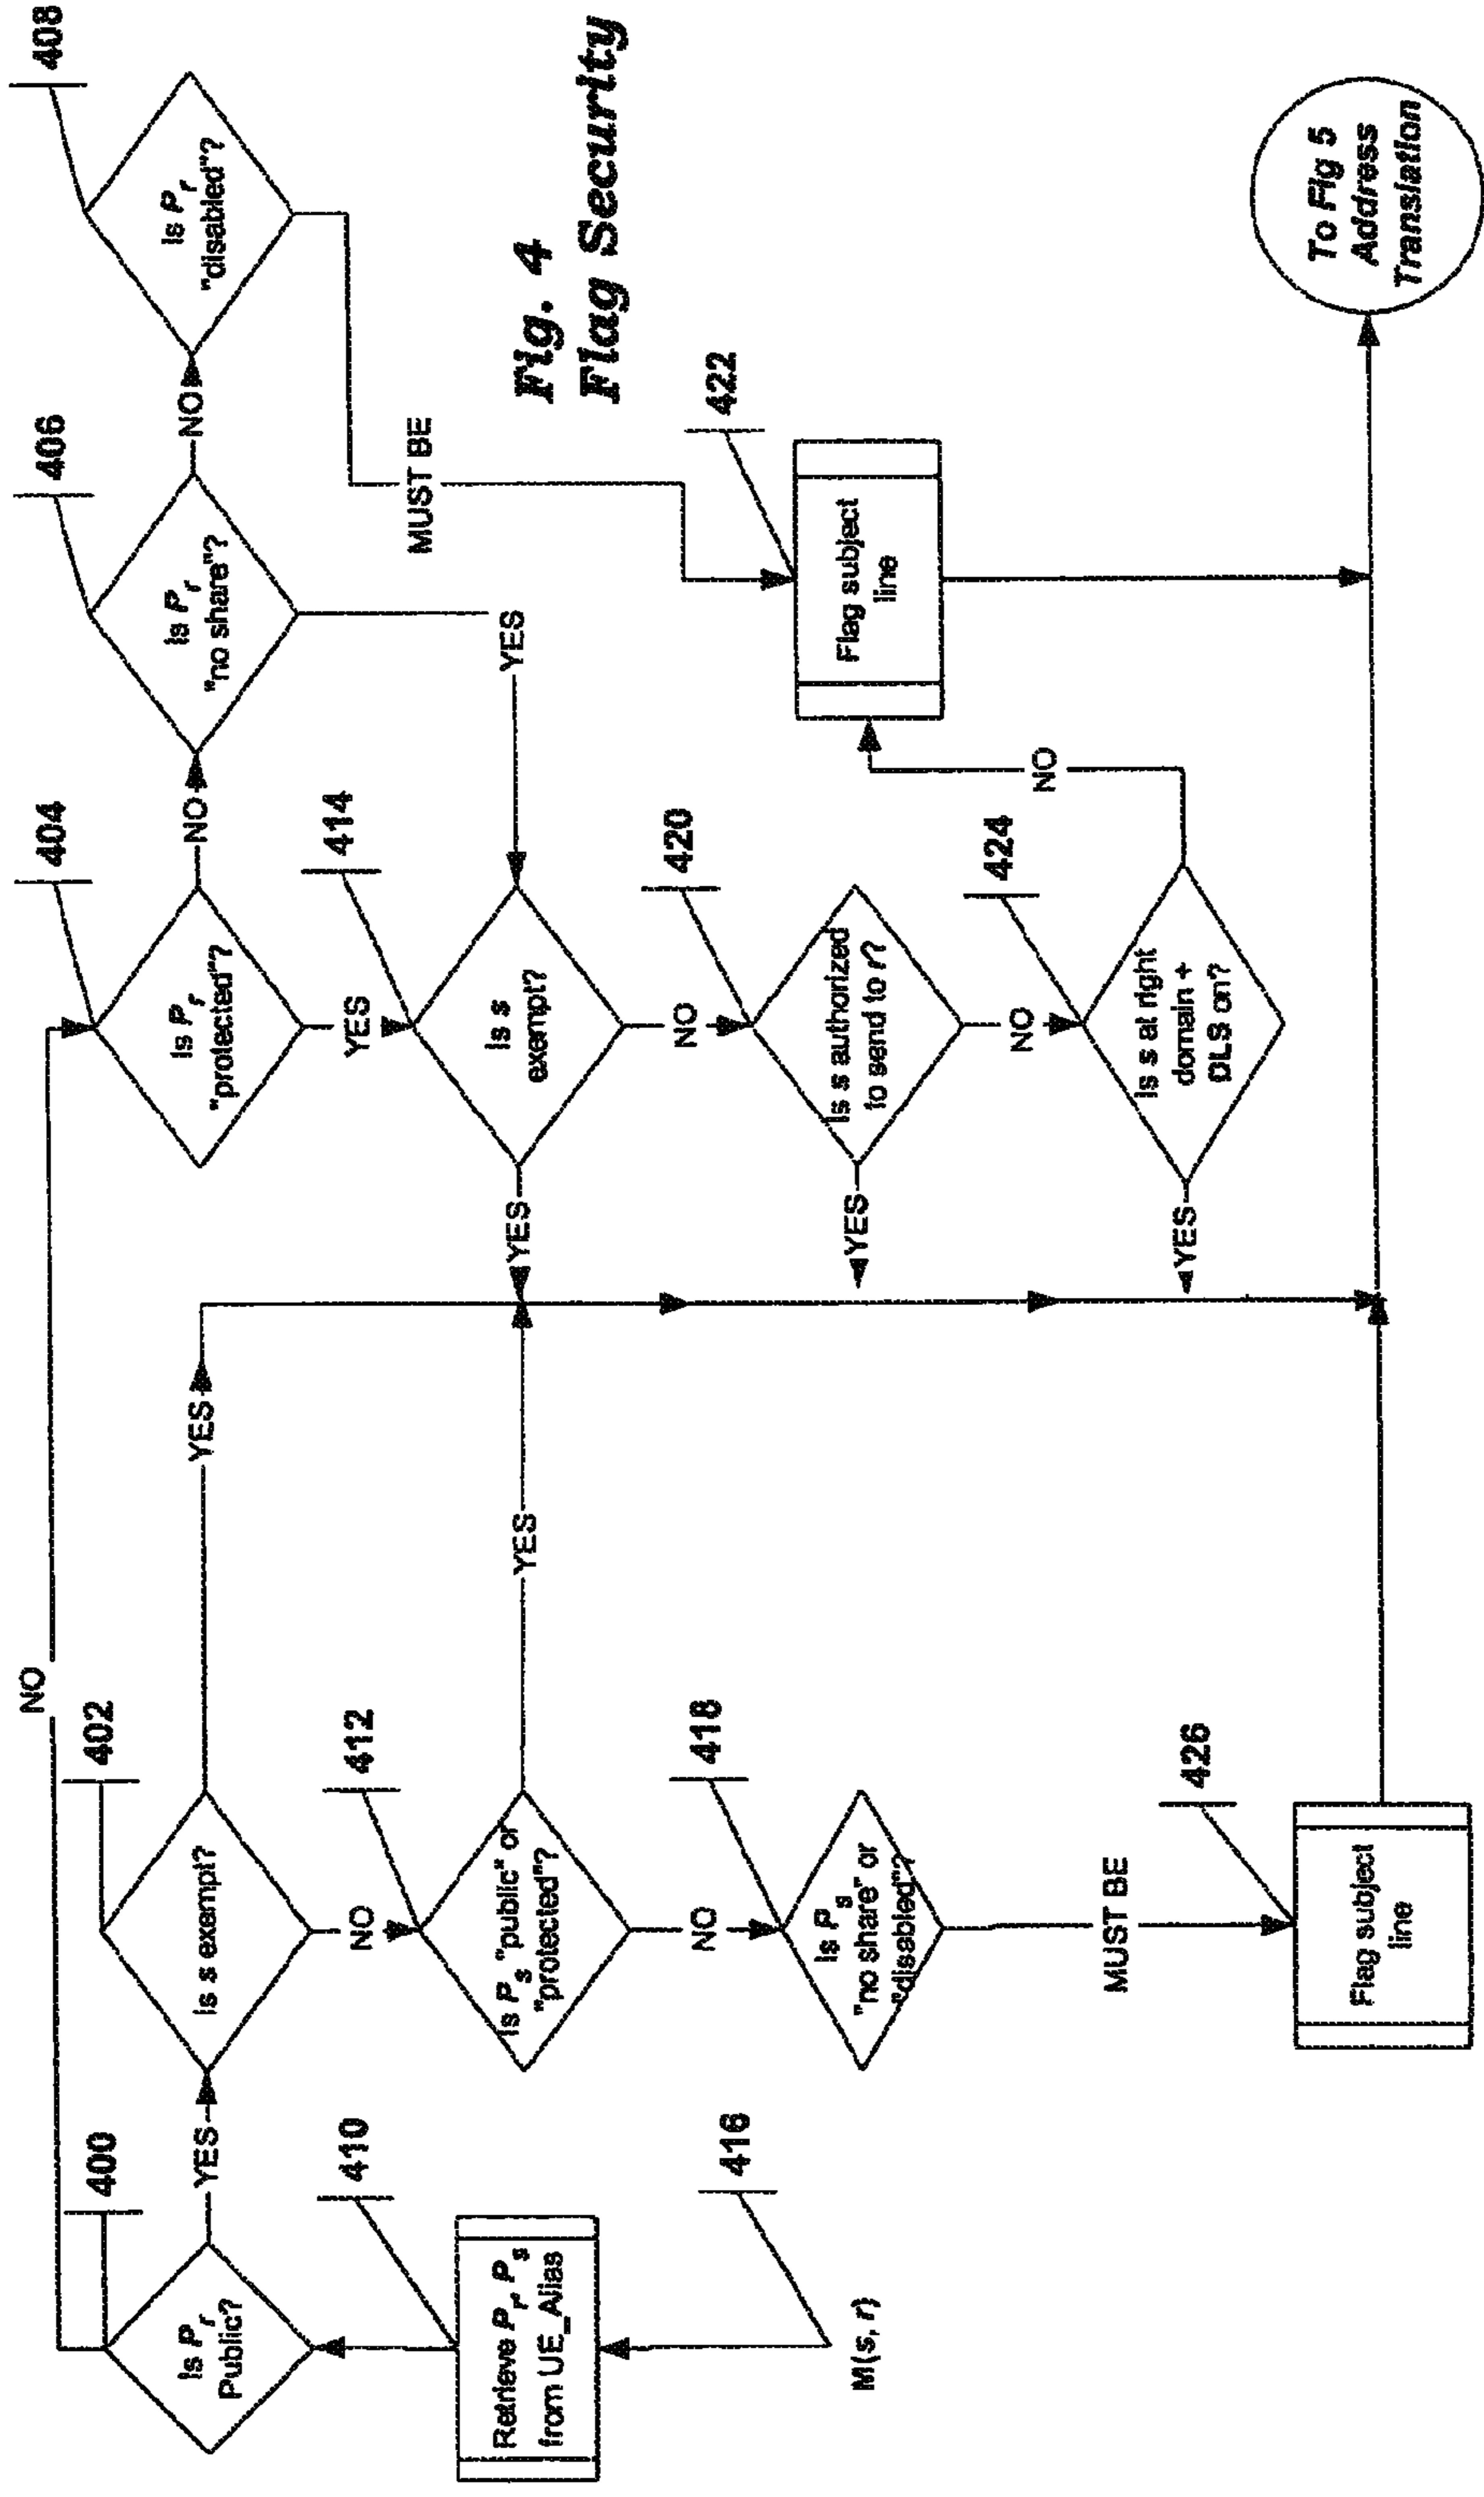 400
402
404
406
408
NO
Is Pr
Public?
YES
Is s exempt?
YES
Is Pr
"protected"?
NO
Is Pr
"no share"?
NO
Is Pr
"disabled"?
410
412
414
NO
YES
YES
Retrieve Pr, Ps
from UE_Alias
Is Ps "public" or
"protected"?
YES
YES
Is s
exempt?
MUST BE
Fig. 4
Flag Security
416
418
420
422
NO
NO
M(s, r)
Is Ps
"no share" or
"disabled"?
YES
Is s authorized
to send to r?
Flag subject
line
424
NO
NO
MUST BE
426
YES
Is s at right
domain +
DLS on?
Flag subject
line
To Fig 5
Address
Translation